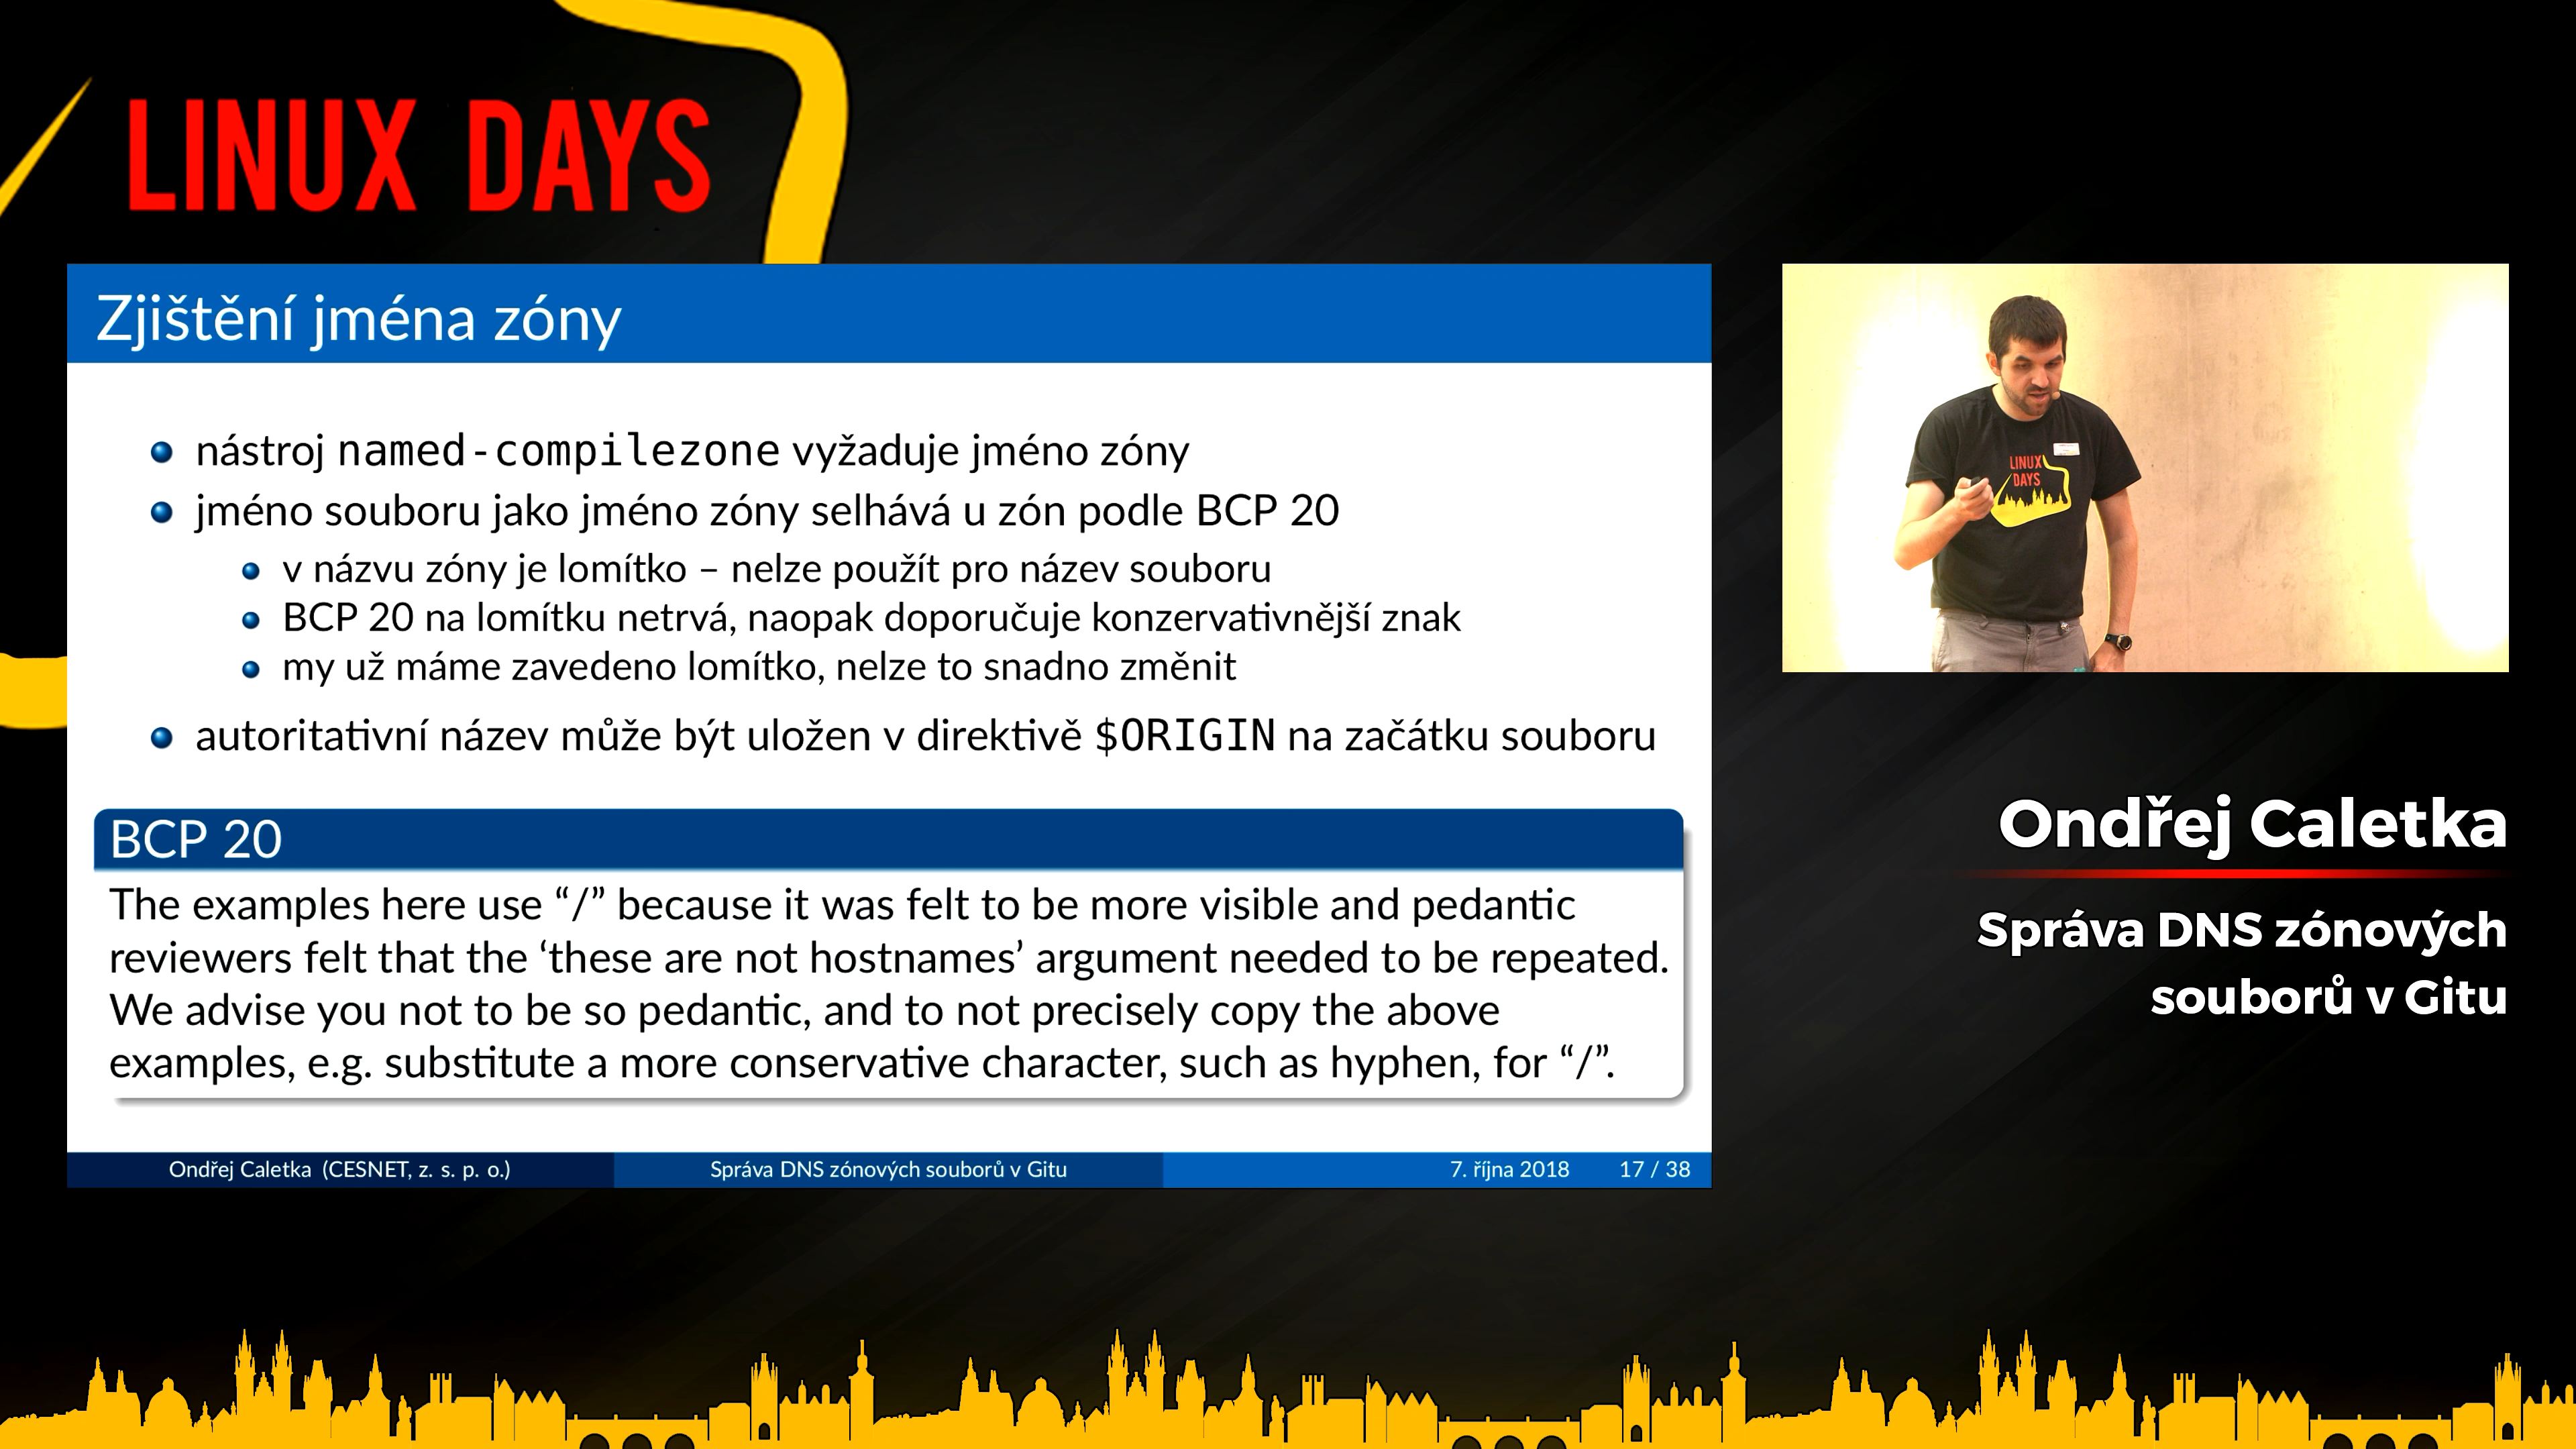 LINUX DAYS
Zjištění jména zóny
nástroj named-compilezone vyžaduje jméno zóny
jméno souboru jako jméno zóny selhává u zón podle BCP 20
v názvu zóny je lomítko – nelze použít pro název souboru
BCP 20 na lomítku netrvá, naopak doporučuje konzervativnější znak
my už máme zavedeno lomítko, nelze to snadno změnit
autoritativní název může být uložen v direktivě $ORIGIN na začátku souboru
BCP 20
The examples here use “/” because it was felt to be more visible and pedantic
reviewers felt that the ‘these are not hostnames’ argument needed to be repeated.
We advise you not to be so pedantic, and to not precisely copy the above
examples, e.g. substitute a more conservative character, such as hyphen, for “/”.
Ondřej Caletka (CESNET, z. s. p. o.)
Správa DNS zónových souborů v Gitu
7. října 2018
17 / 38
LINUX
DAYS
Ondřej Caletka
Správa DNS zónových
souborů v Gitu